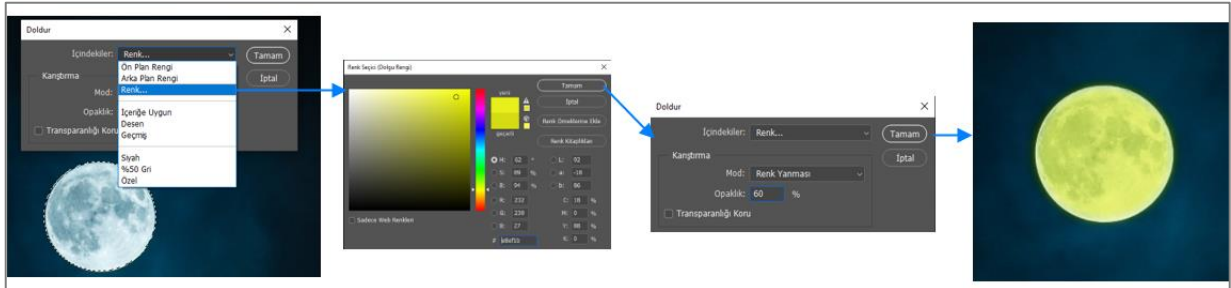 Doldur
İçindekiler: Renk...
Tamam
Ön Plan Rengi
Arka Plan Rengi
Renk...
İçeriğe Uygun
Desen
Geçmiş
Siyah
%50 Gri
Özel
İptal
Karıştırma
Mod:
Opaklık:
Transparanlığı Koru
Renk Seçici (Dolgu Rengi)
yeni
geçerli
Tamam
İptal
Renk Örneklerine Ekle
Renk Kitaplıkları
H: 62 °
L: 92
S: 89 %
a: -18
B: 94 %
b: 86
R: 232
C: 18 %
G: 239
M: 0 %
B: 27
Y: 88 %
#
K: 0 %
Sadece Web Renkleri
Doldur
İçindekiler: Renk...
Tamam
İptal
Karıştırma
Mod: Renk Yanması
Opaklık: 60 %
Transparanlığı Koru